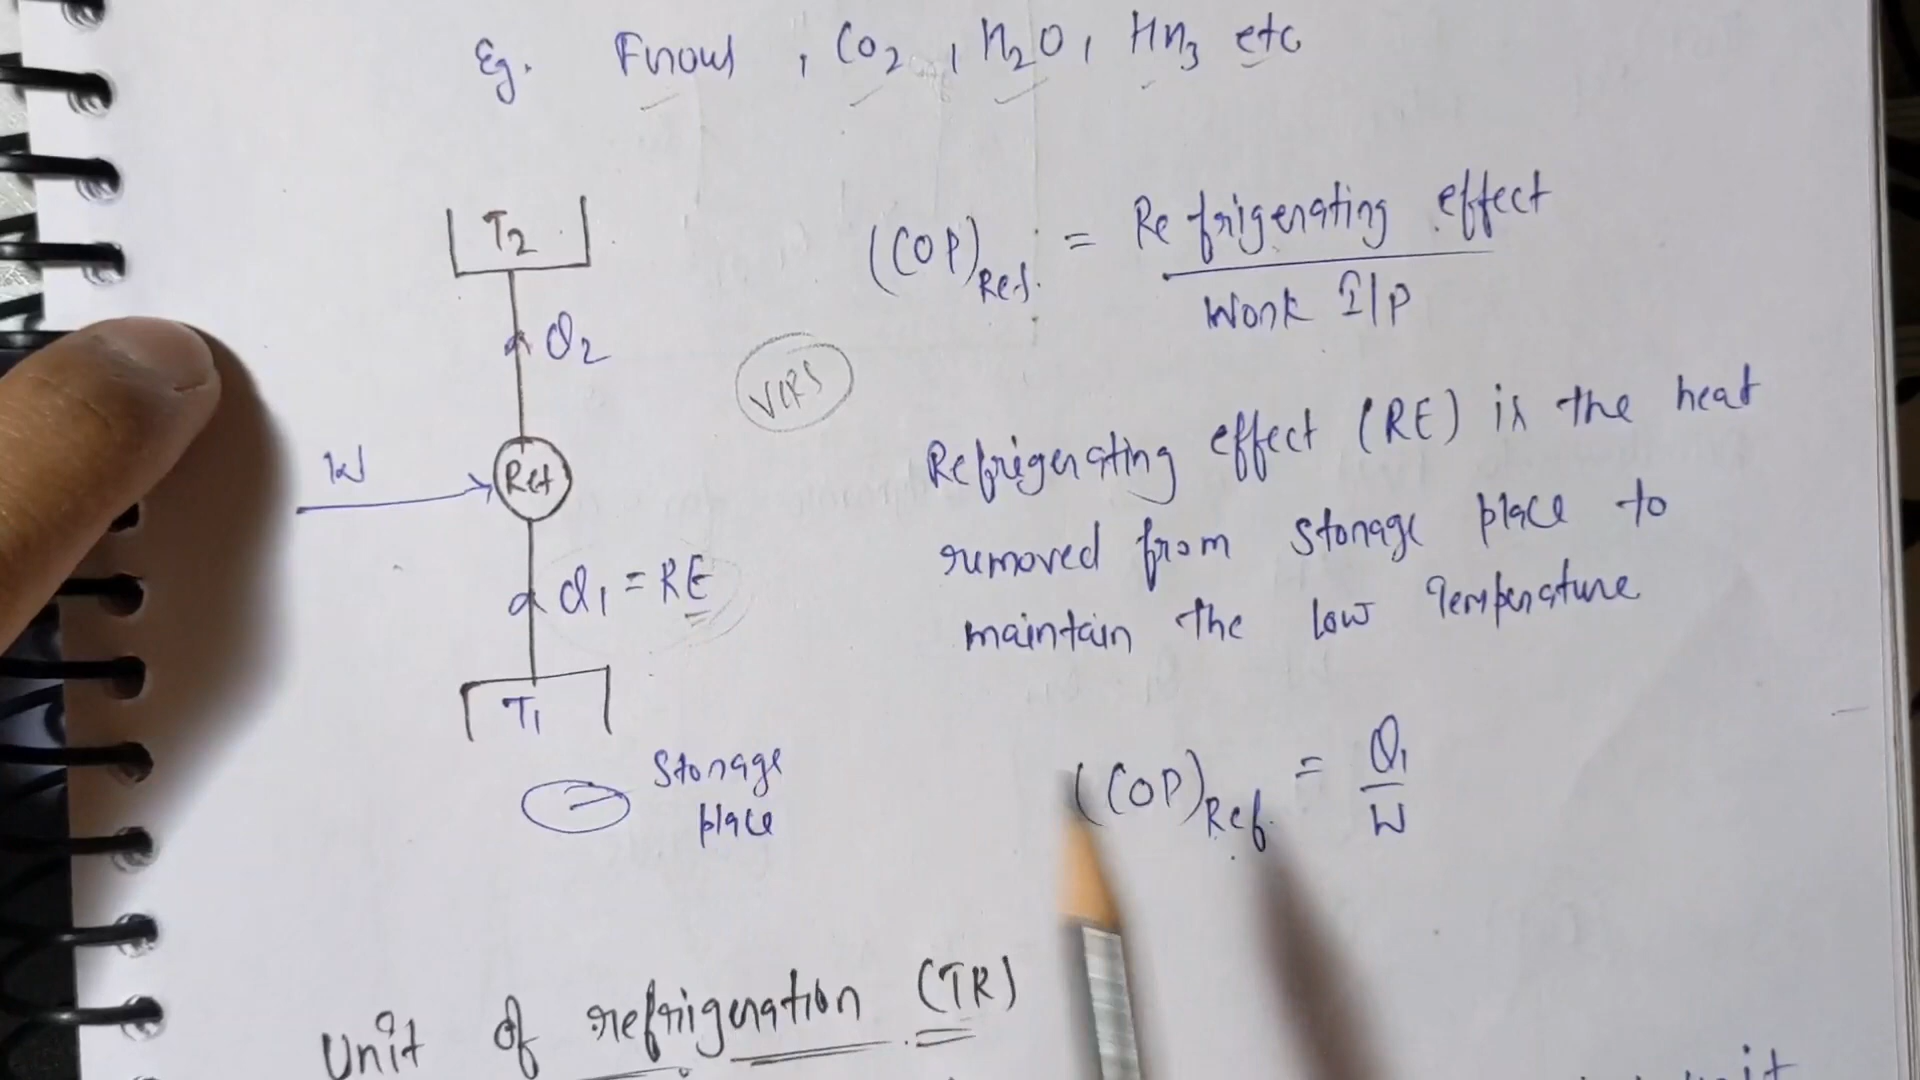 Eg. Frous , CO2 , H2O, Hn3 etc
T2
(COP)Ref. = Refrigerating effect
Work I/P
Q2
VCRS
W
Ref
Refrigerating effect (RE) is the heat
removed from storage place to
maintain the low Temperature
Q1 = RE
T1
Storage
place
(COP)Ref. = Q1
W
Unit of refrigeration (TR)